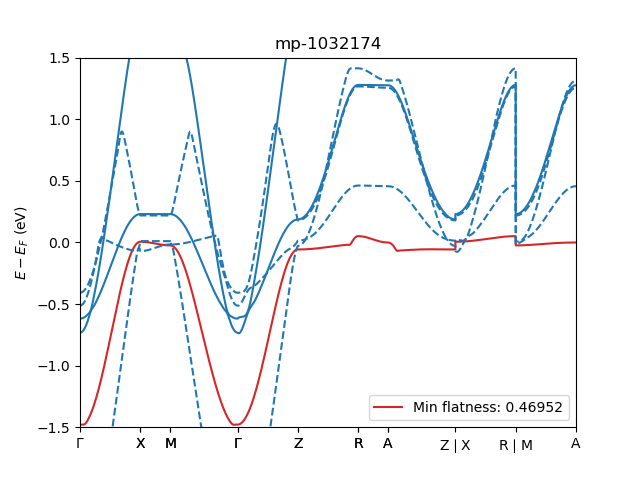 mp-1032174
E − E_F (eV)
1.5
1.0
0.5
0.0
−0.5
−1.0
−1.5
Min flatness: 0.46952
Γ X M Γ Z R A Z | X R | M A